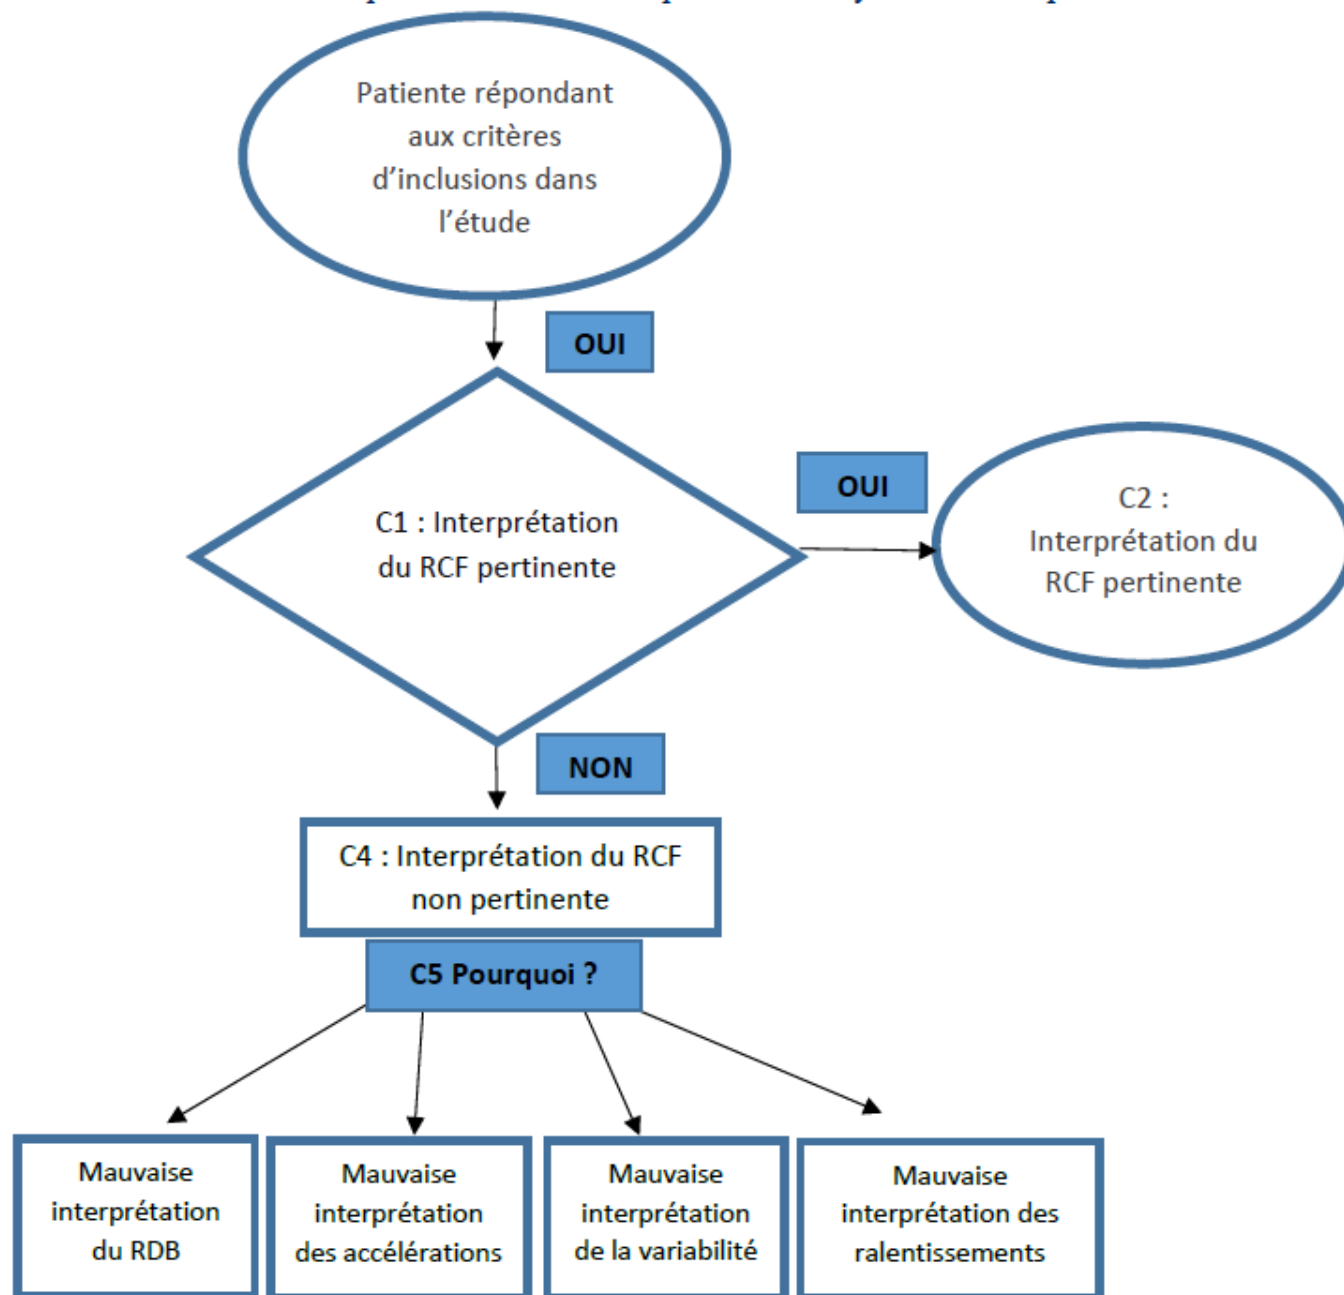 Patiente répondant
aux critères
d'inclusions dans
l'étude
OUI
OUI
C1 : Interprétation
du RCF pertinente
C2 :
Interprétation du
RCF pertinente
NON
C4 : Interprétation du RCF
non pertinente
C5 Pourquoi ?
Mauvaise
interprétation
du RDB
Mauvaise
interprétation
des accélérations
Mauvaise
interprétation
de la variabilité
Mauvaise
interprétation des
ralentissements